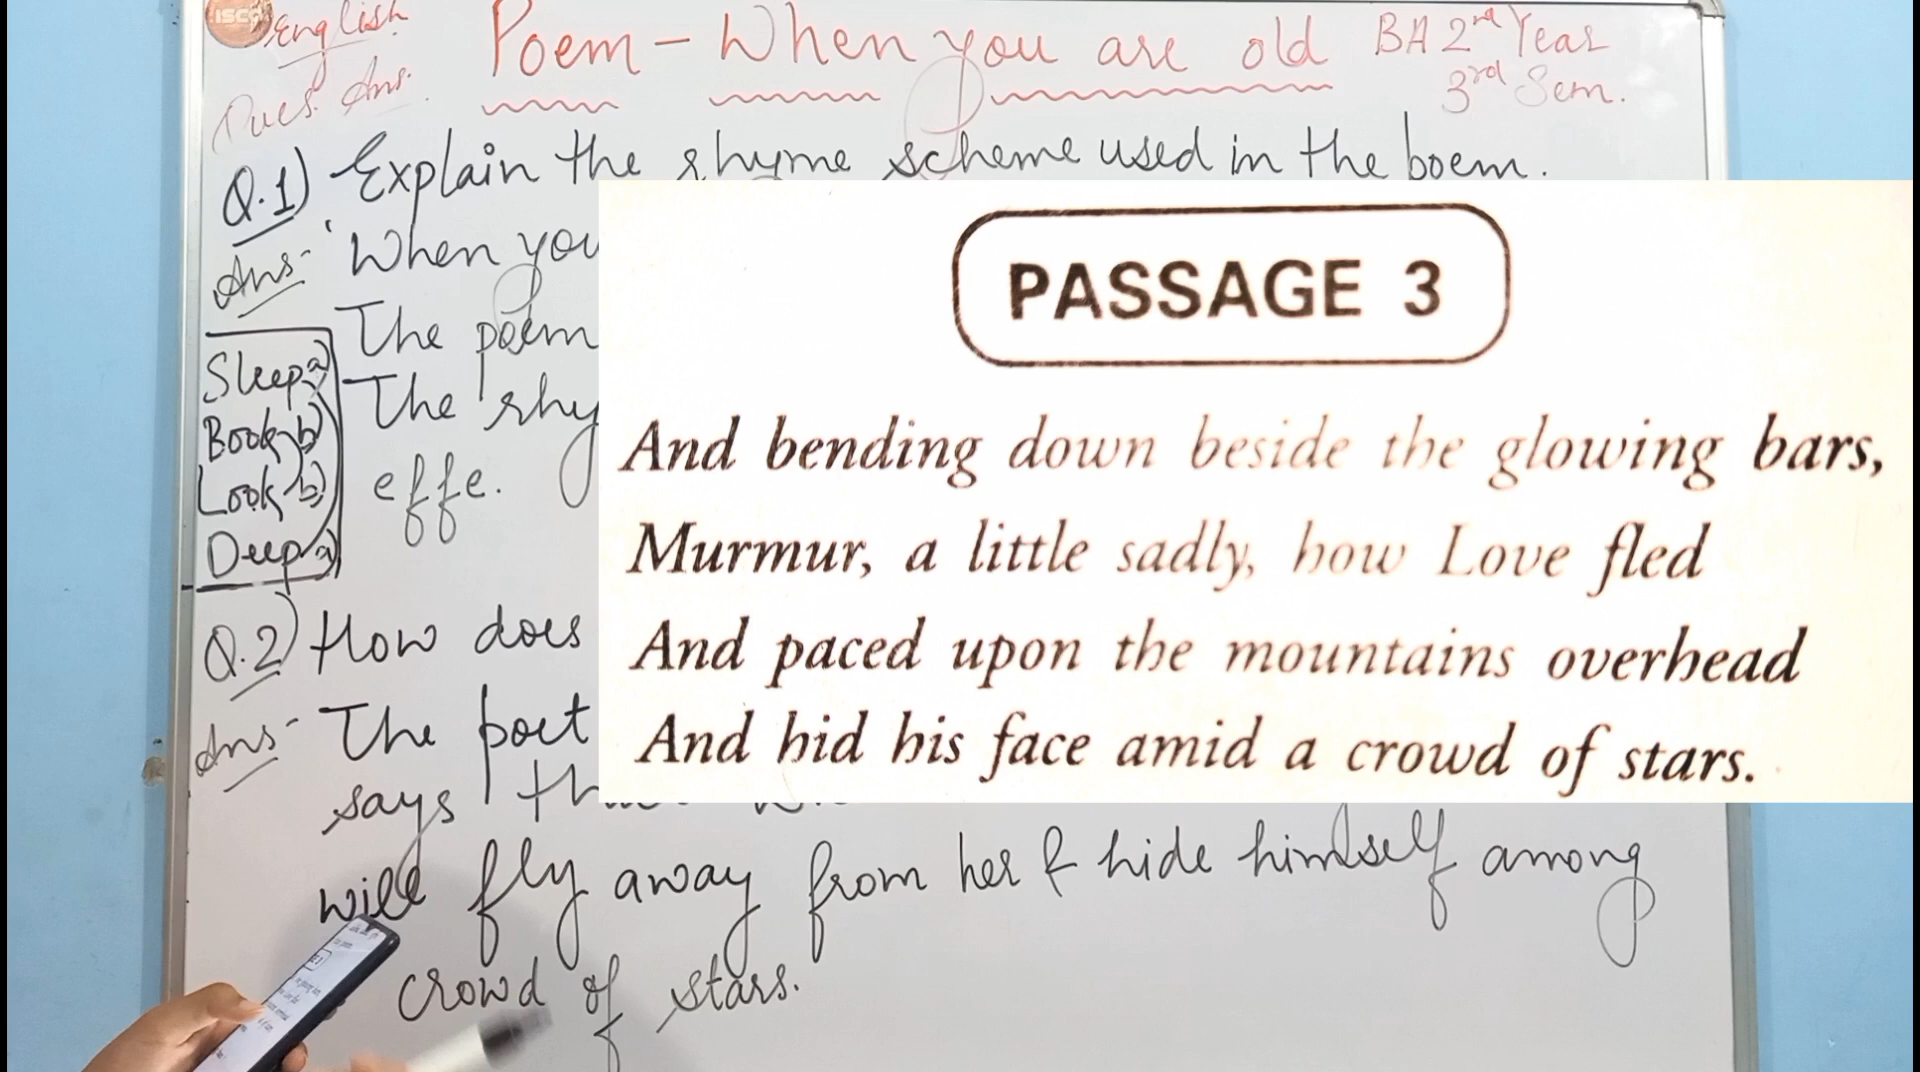 iscd
English
Ques. Ans.
Poem - When you are old
BA 2nd Year
3rd Sem.
Q.1) Explain the rhyme scheme used in the poem.
Ans- 'When you
The poem
The rhy
effe.
Sleep a)
Book b)
Look b)
Deep a)
Q.2) How does
Ans- The poet
says
will fly away from her & hide himself among
crowd of stars.
PASSAGE 3
And bending down beside the glowing bars,
Murmur, a little sadly, how Love fled
And paced upon the mountains overhead
And hid his face amid a crowd of stars.